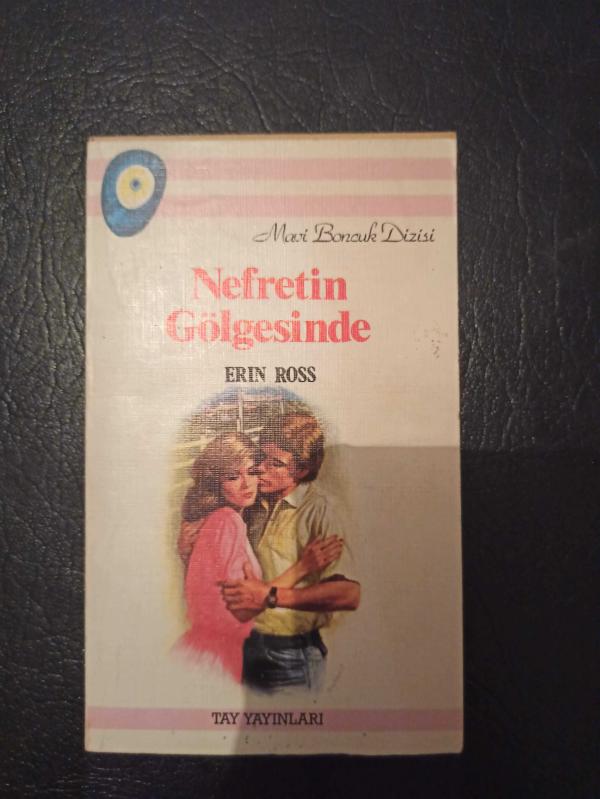 Mavi Boncuk Dizisi
Nefretin
Gölgesinde
ERIN ROSS
TAY YAYINLARI